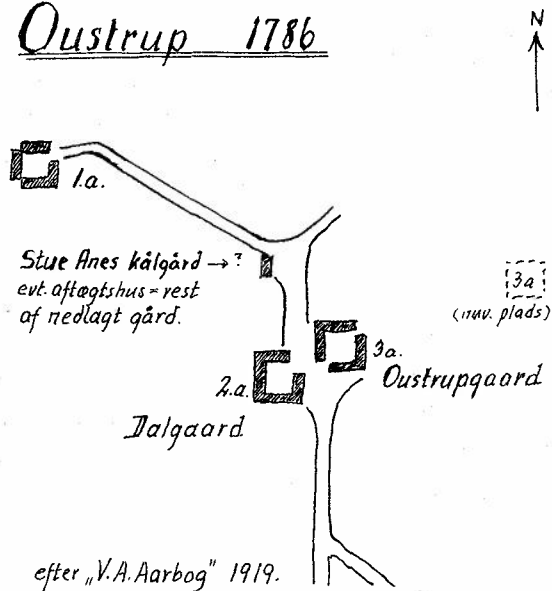 Oustrup 1786
N
1.a.
Stue Anes kålgård → ?
evt. aftægtshus = rest
af nedlagt gård.
3a
(nuv. plads)
3a.
Oustrupgaard
2.a.
Dalgaard
efter „V.A.Aarbog" 1919.